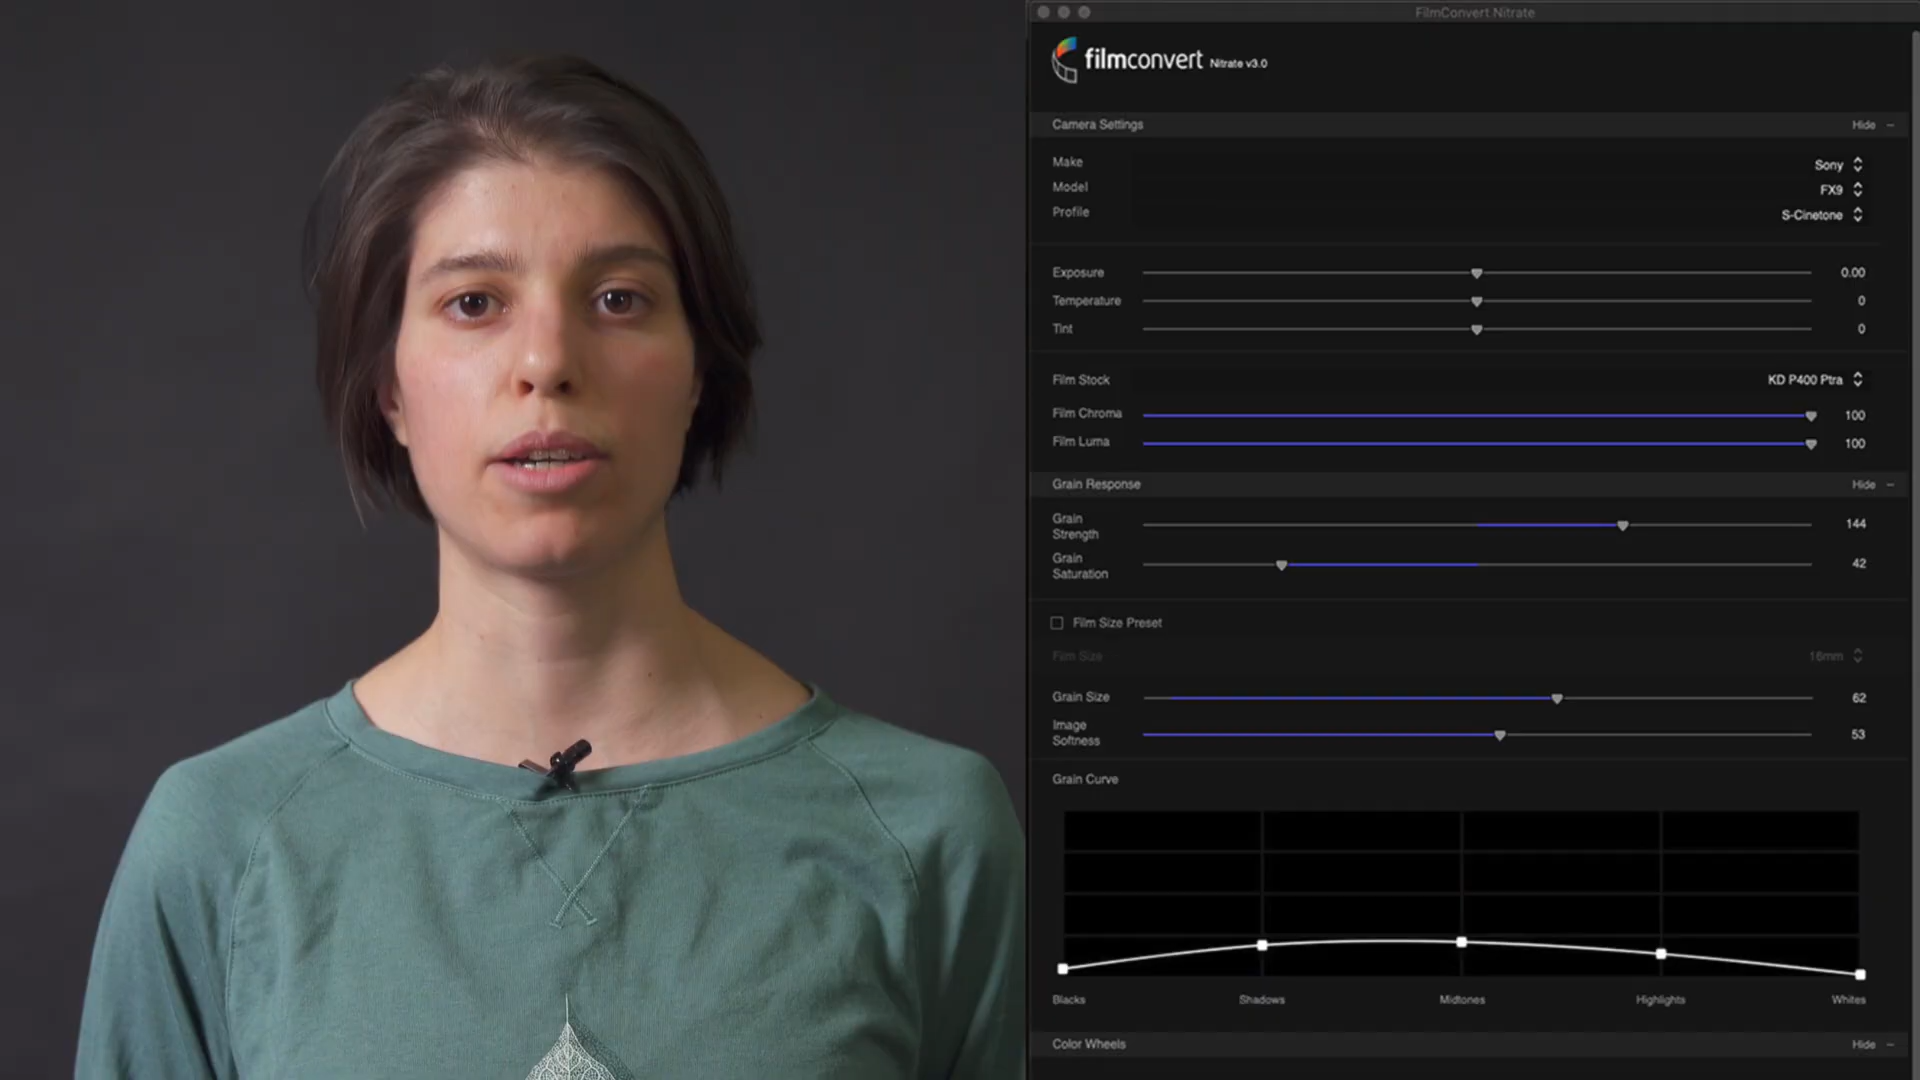 FilmConvert Nitrate
filmconvert Nitrate v3.0
Camera Settings Hide −
Make Sony
Model FX9
Profile S-Cinetone
Exposure 0.00
Temperature 0
Tint 0
Film Stock KD P400 Ptra
Film Chroma 100
Film Luma 100
Grain Response Hide −
Grain
Strength 144
Grain
Saturation 42
Film Size Preset
Film Size 16mm
Grain Size 62
Image
Softness 53
Grain Curve
Blacks Shadows Midtones Highlights Whites
Color Wheels Hide −